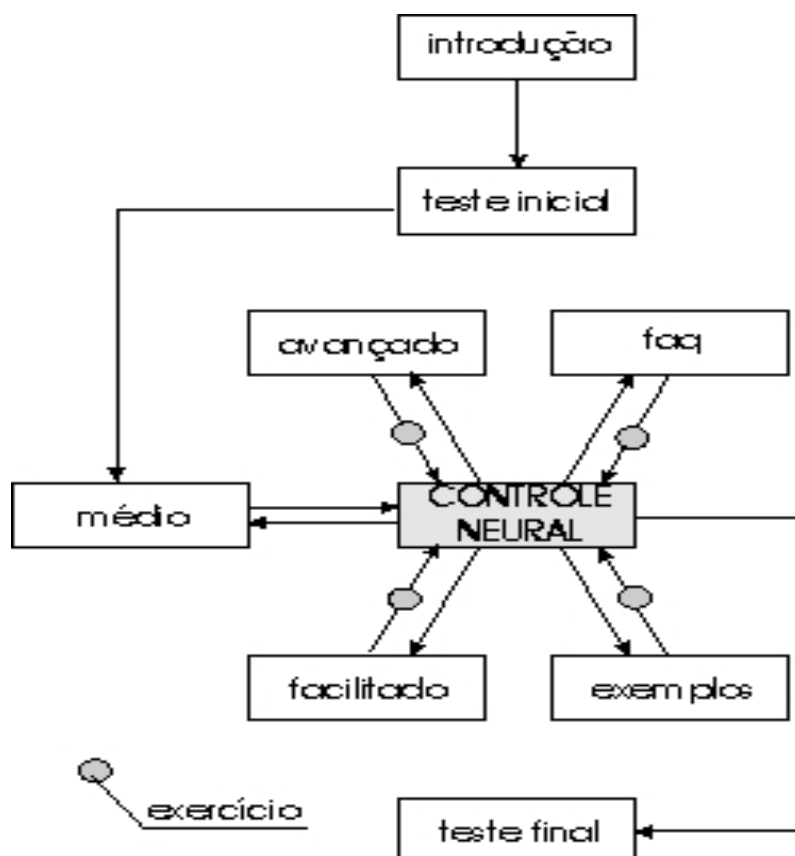 introdução
teste inicial
avançado
faq
médio
CONTROLE
NEURAL
facilitado
exemplos
exercício
teste final